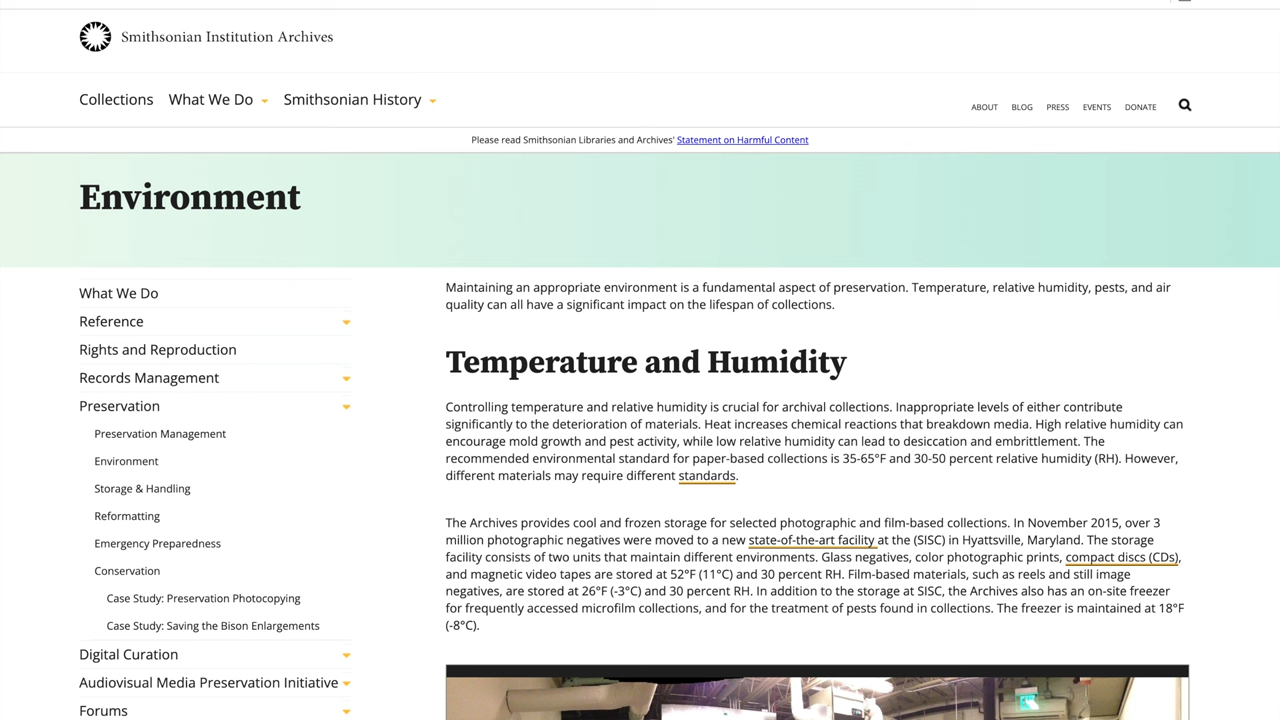 Smithsonian Institution Archives
Collections What We Do Smithsonian History
ABOUT BLOG PRESS EVENTS DONATE
Please read Smithsonian Libraries and Archives' Statement on Harmful Content
Environment
What We Do
Reference
Rights and Reproduction
Records Management
Preservation
Preservation Management
Environment
Storage & Handling
Reformatting
Emergency Preparedness
Conservation
Case Study: Preservation Photocopying
Case Study: Saving the Bison Enlargements
Digital Curation
Audiovisual Media Preservation Initiative
Forums
Maintaining an appropriate environment is a fundamental aspect of preservation. Temperature, relative humidity, pests, and air
quality can all have a significant impact on the lifespan of collections.
Temperature and Humidity
Controlling temperature and relative humidity is crucial for archival collections. Inappropriate levels of either contribute
significantly to the deterioration of materials. Heat increases chemical reactions that breakdown media. High relative humidity can
encourage mold growth and pest activity, while low relative humidity can lead to desiccation and embrittlement. The
recommended environmental standard for paper-based collections is 35-65°F and 30-50 percent relative humidity (RH). However,
different materials may require different standards.
The Archives provides cool and frozen storage for selected photographic and film-based collections. In November 2015, over 3
million photographic negatives were moved to a new state-of-the-art facility at the (SISC) in Hyattsville, Maryland. The storage
facility consists of two units that maintain different environments. Glass negatives, color photographic prints, compact discs (CDs),
and magnetic video tapes are stored at 52°F (11°C) and 30 percent RH. Film-based materials, such as reels and still image
negatives, are stored at 26°F (-3°C) and 30 percent RH. In addition to the storage at SISC, the Archives also has an on-site freezer
for frequently accessed microfilm collections, and for the treatment of pests found in collections. The freezer is maintained at 18°F
(-8°C).